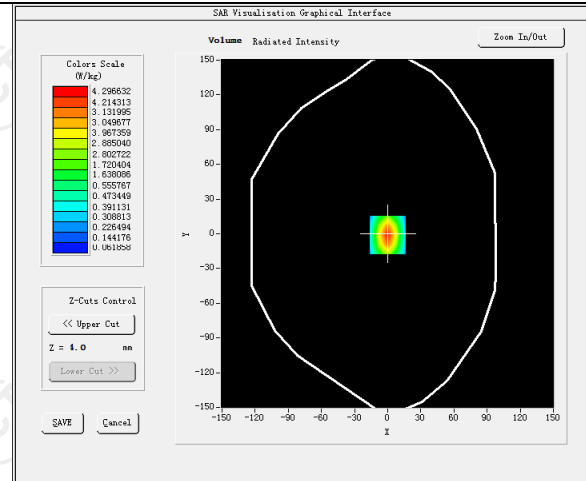 SAR Visualisation Graphical Interface
Volume Radiated Intensity
Zoom In/Out
Colors Scale
(W/kg)
4.296632
4.214313
3.131995
3.049677
3.967359
2.885040
2.802722
1.720404
1.638086
0.555767
0.473449
0.391131
0.308813
0.226494
0.144176
0.061858
Z-Cuts Control
<< Upper Cut
Z = 4.0 mm
Lower Cut >>
SAVE Cancel
150
120
90
60
30
0
-30
-60
-90
-120
-150
Y
-150 -120 -90 -60 -30 0 30 60 90 120 150
X